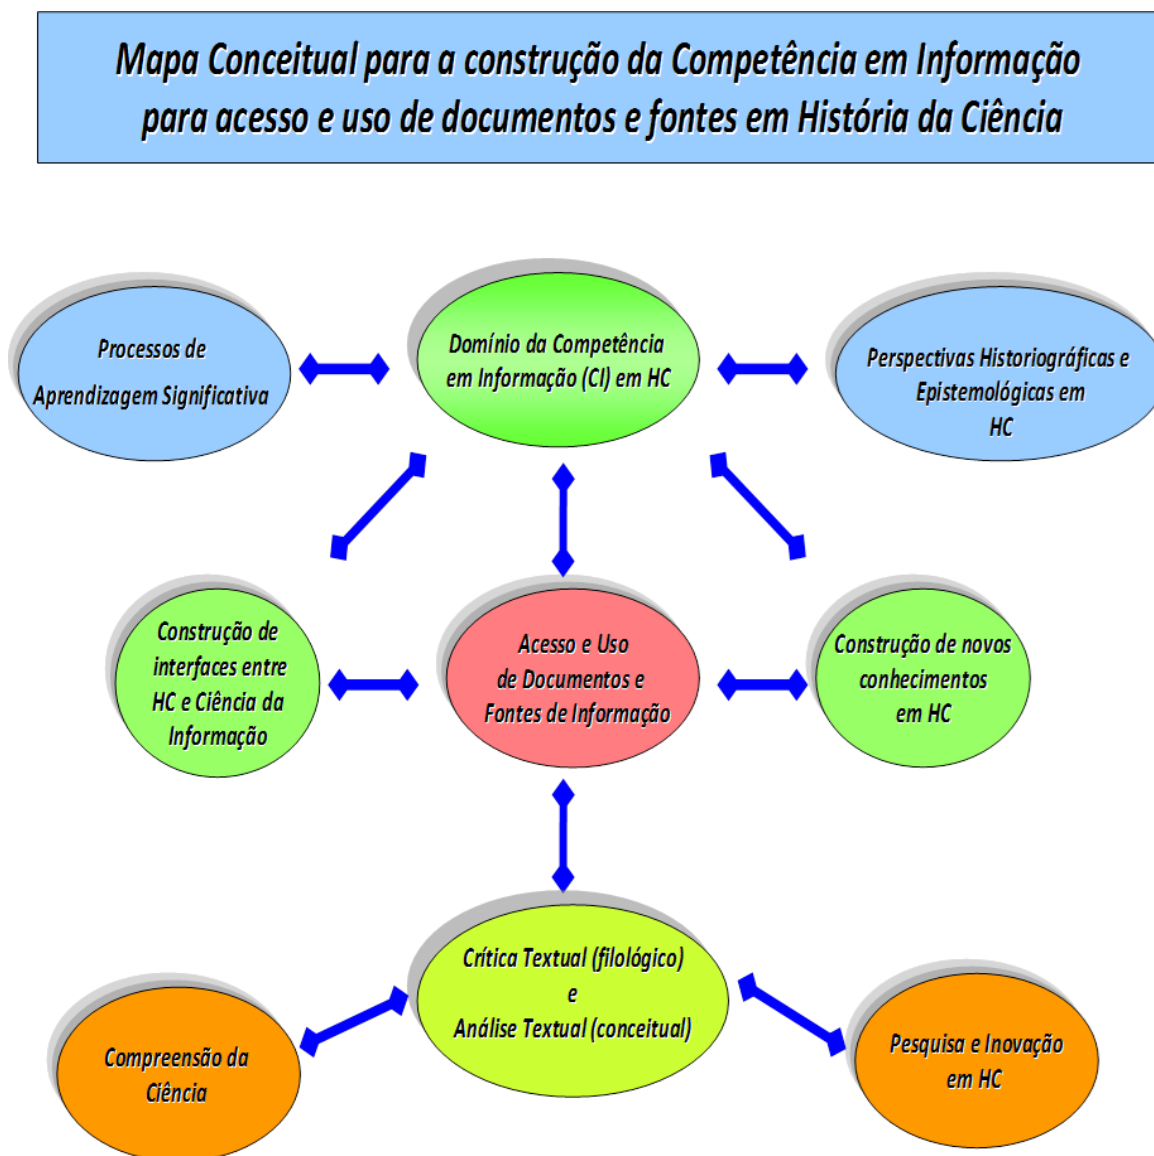 Mapa Conceitual para a construção da Competência em Informação
para acesso e uso de documentos e fontes em História da Ciência
Processos de
Aprendizagem Significativa
Domínio da Competência
em Informação (CI) em HC
Perspectivas Historiográficas e
Epistemológicas em
HC
Construção de
interfaces entre
HC e Ciência da
Informação
Acesso e Uso
de Documentos e
Fontes de Informação
Construção de novos
conhecimentos
em HC
Crítica Textual (filológico)
e
Análise Textual (conceitual)
Compreensão da
Ciência
Pesquisa e Inovação
em HC